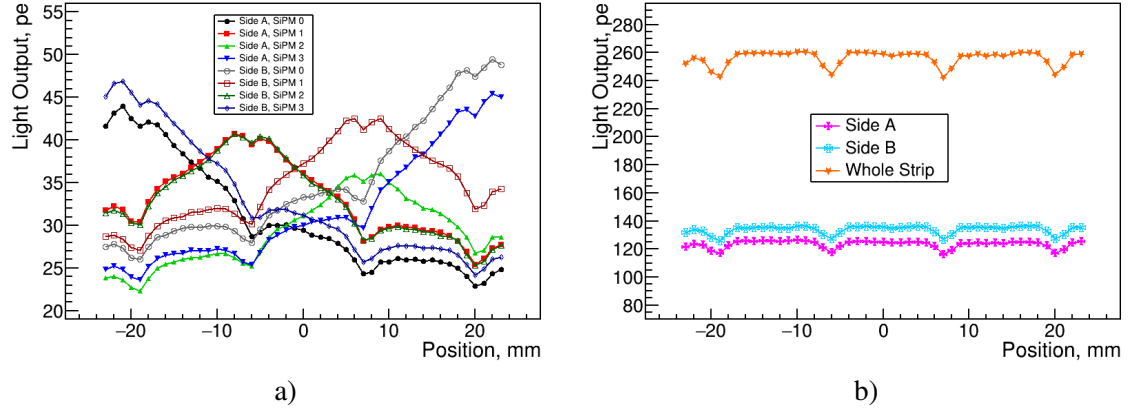 Light Output, pe
55
50
45
40
35
30
25
20
Side A, SiPM 0
Side A, SiPM 1
Side A, SiPM 2
Side A, SiPM 3
Side B, SiPM 0
Side B, SiPM 1
Side B, SiPM 2
Side B, SiPM 3
−20 −10 0 10 20
Position, mm
a)
Light Output, pe
280
260
240
220
200
180
160
140
120
100
80
Side A
Side B
Whole Strip
−20 −10 0 10 20
Position, mm
b)